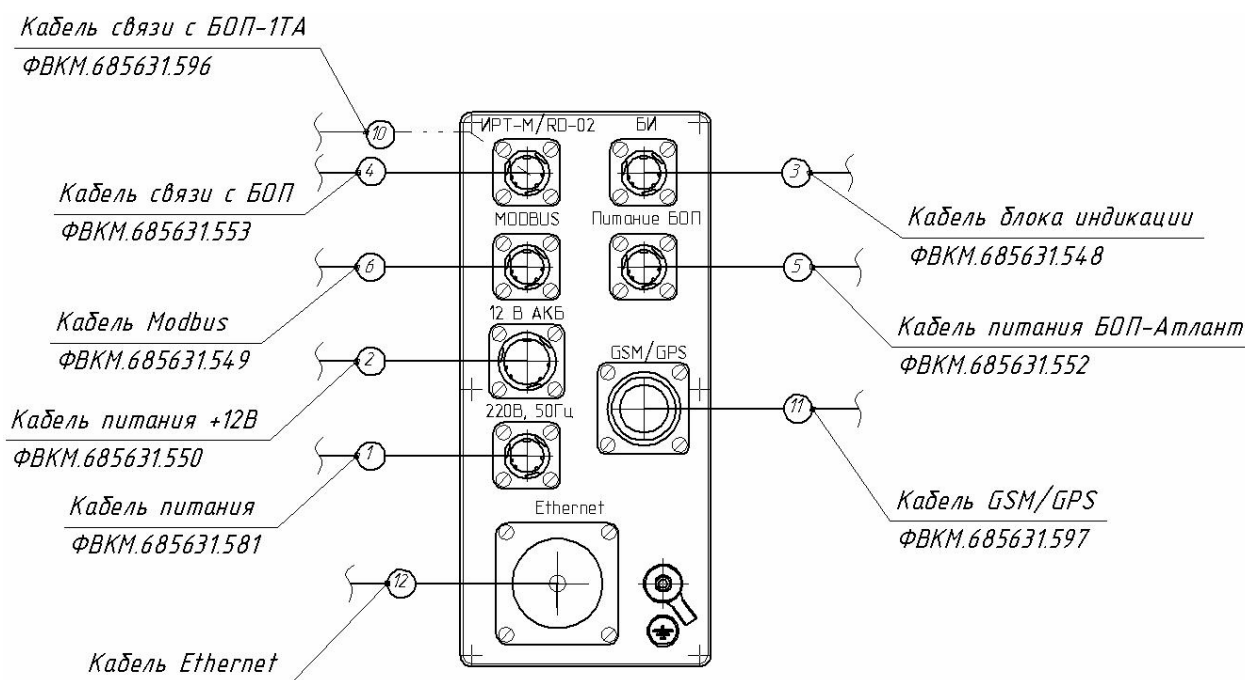 Кабель связи с БОП-1ТА
ФВКМ.685631.596
ИРТ-М/RD-02
БИ
10
4
3
Кабель связи с БОП
ФВКМ.685631.553
MODBUS
Питание БОП
Кабель блока индикации
ФВКМ.685631.548
6
5
12 В АКБ
Кабель Modbus
ФВКМ.685631.549
GSM/GPS
Кабель питания БОП-Атлант
ФВКМ.685631.552
2
11
220В, 50Гц
Кабель питания +12В
ФВКМ.685631.550
1
Кабель питания
ФВКМ.685631.581
Ethernet
Кабель GSM/GPS
ФВКМ.685631.597
12
Кабель Ethernet